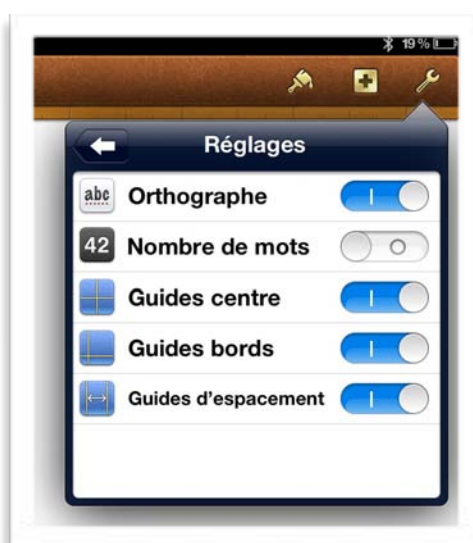 19 %
Réglages
abc Orthographe
42 Nombre de mots
Guides centre
Guides bords
Guides d'espacement